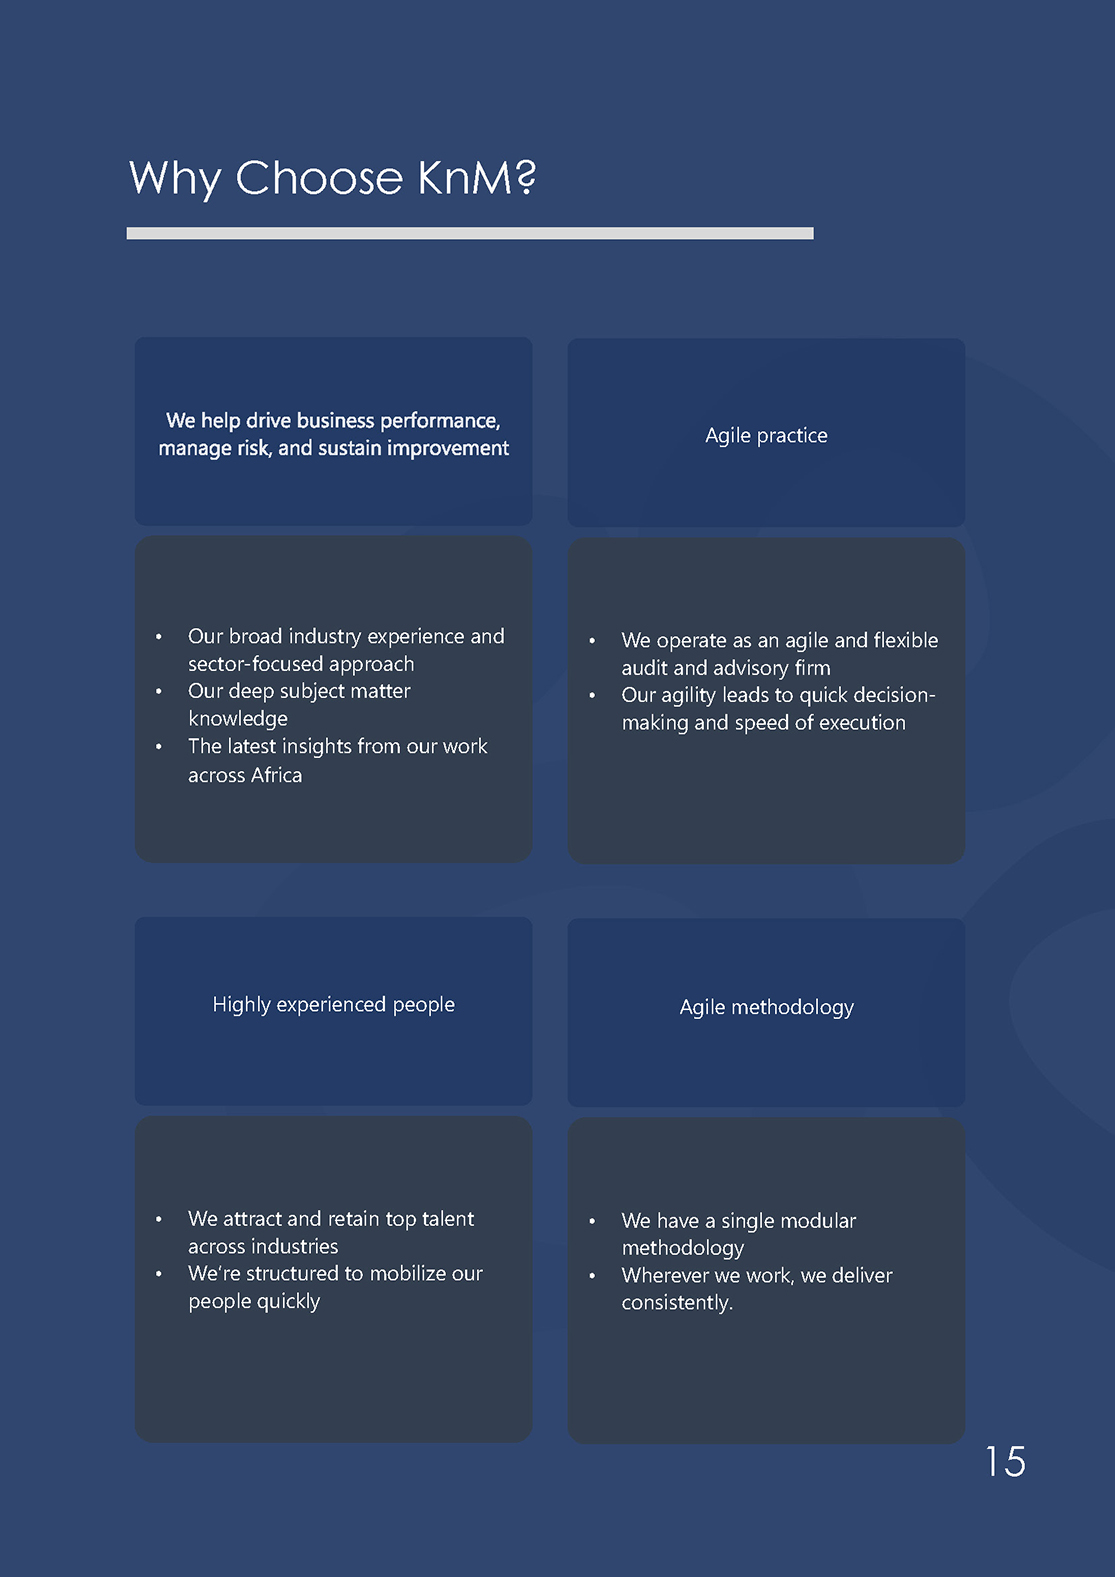 Why Choose KnM?
We help drive business performance,
manage risk, and sustain improvement
Agile practice
• Our broad industry experience and
sector-focused approach
• Our deep subject matter
knowledge
• The latest insights from our work
across Africa
• We operate as an agile and flexible
audit and advisory firm
• Our agility leads to quick decision-
making and speed of execution
Highly experienced people
Agile methodology
• We attract and retain top talent
across industries
• We’re structured to mobilize our
people quickly
• We have a single modular
methodology
• Wherever we work, we deliver
consistently.
15